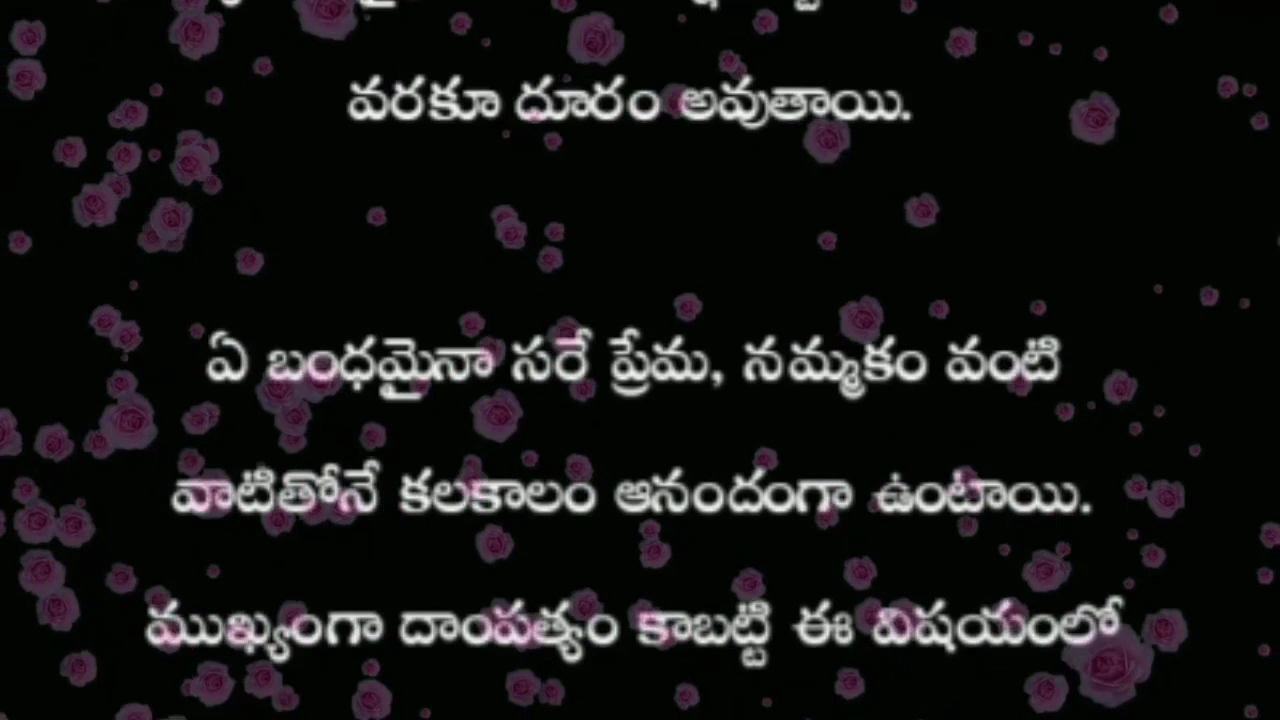 వరకూ దూరం అవుతాయి.
ఏ బంధమైనా సరే ప్రేమ, నమ్మకం వంటి
వాటితోనే కలకాలం ఆనందంగా ఉంటాయి.
ముఖ్యంగా దాంపత్యం కాబట్టి ఈ విషయంలో